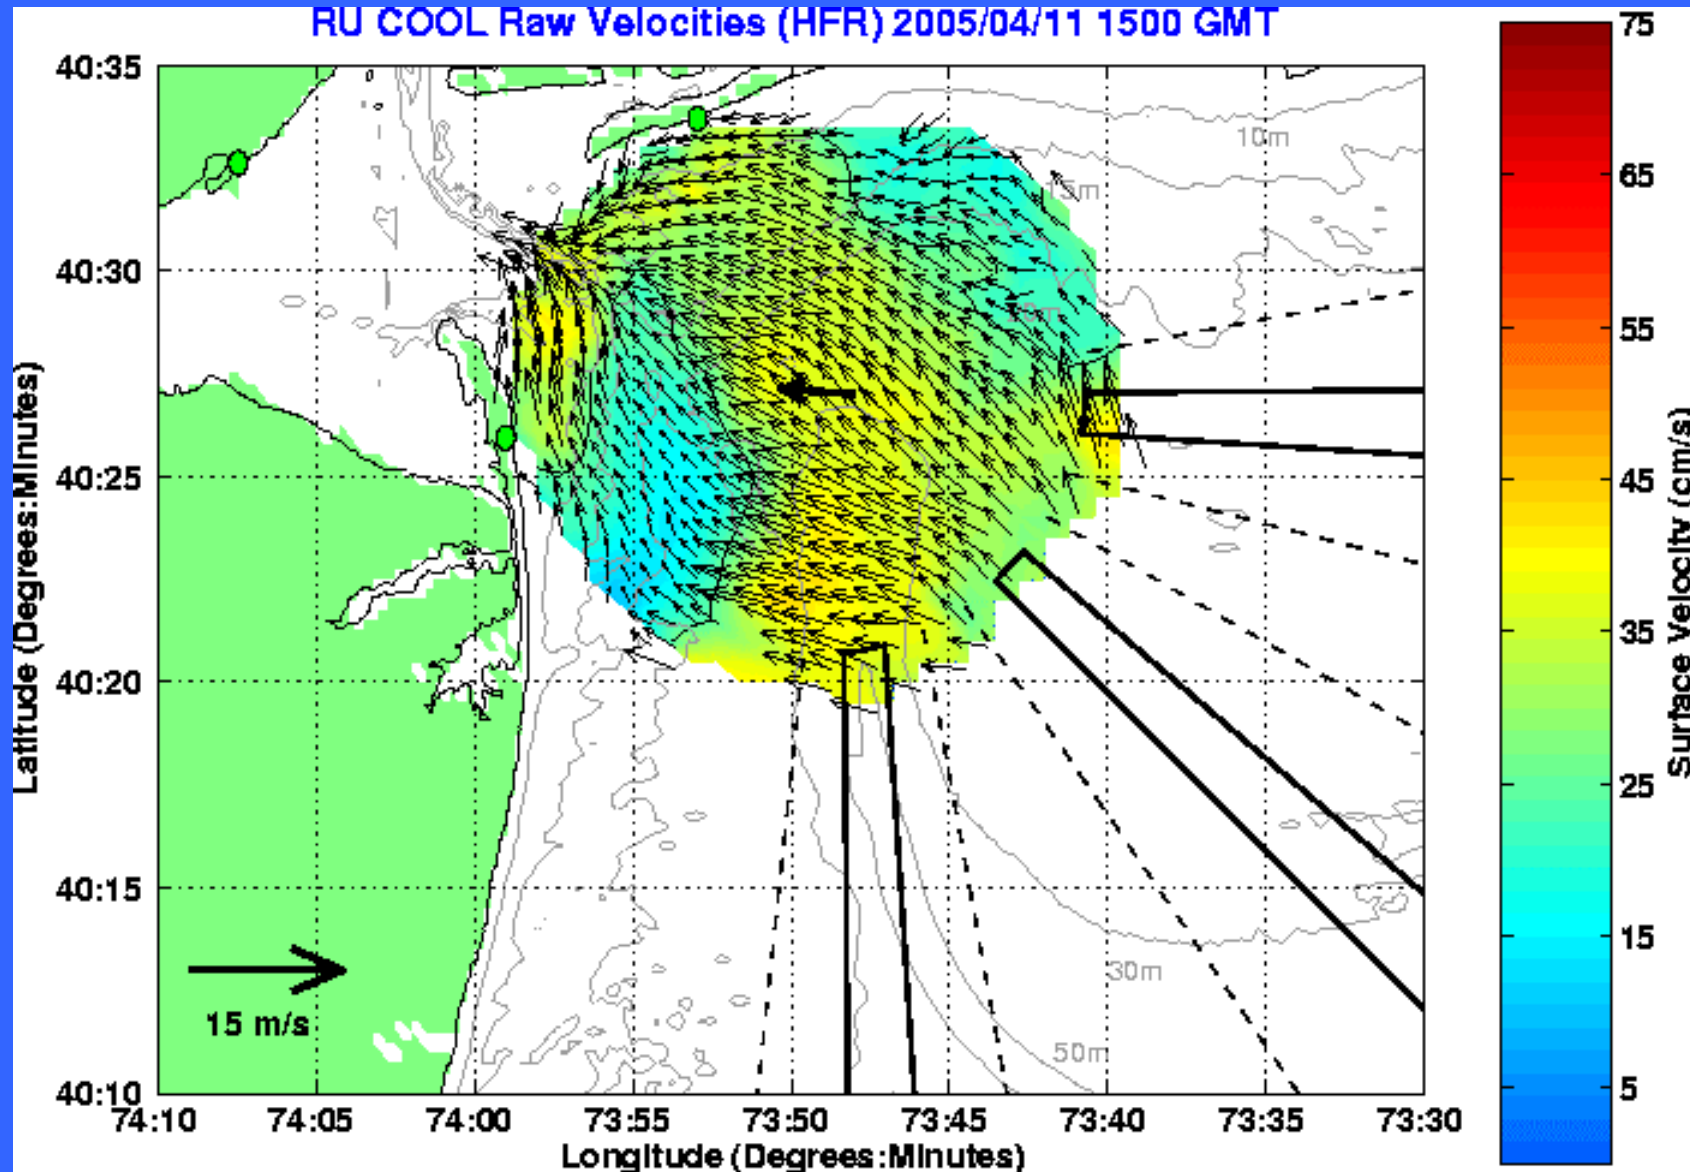 RU COOL Raw Velocities (HFR) 2005/04/11 1500 GMT
75
65
55
45
35
25
15
5
Surface Velocity (cm/s)
40:35
40:30
40:25
40:20
40:15
40:10
Latitude (Degrees:Minutes)
10m
15m
30m
50m
15 m/s
74:10 74:05 74:00 73:55 73:50 73:45 73:40 73:35 73:30
Longitude (Degrees:Minutes)